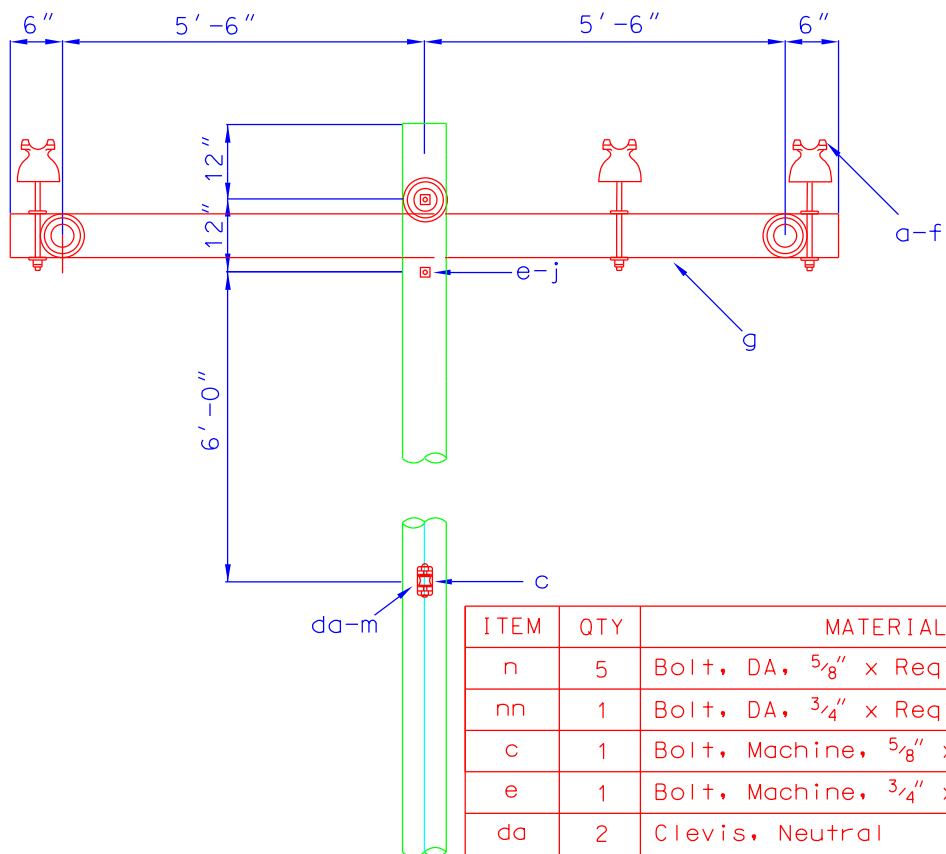 6" 5'-6" 5'-6" 6"
12"
12"
a-f
e-j
g
6'-0"
c
da-m
ITEM QTY MATERIAL
n 5 Bolt, DA, 5/8" x Req
nn 1 Bolt, DA, 3/4" x Req
c 1 Bolt, Machine, 5/8" x
e 1 Bolt, Machine, 3/4" x
da 2 Clevis, Neutral